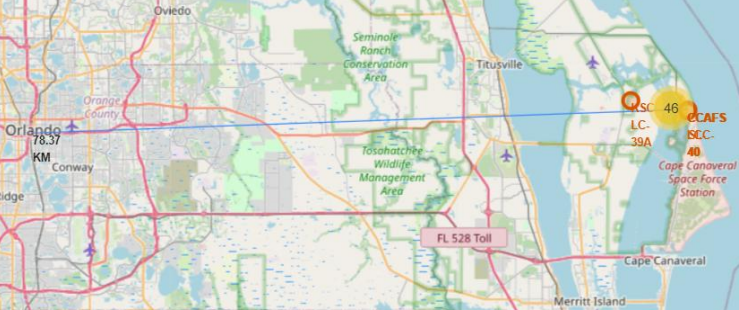 Oviedo
Seminole
Ranch
Conservation
Area
Titusville
Orange
County
KSC
LC-
39A
46
CCAFS
40
Orlando
78.37
KM
Conway
Tosohatchee
Wildlife
Management
Area
Cape Canaveral
Space Force
Station
Ridge
FL 528 Toll
Cape Canaveral
Merritt Island